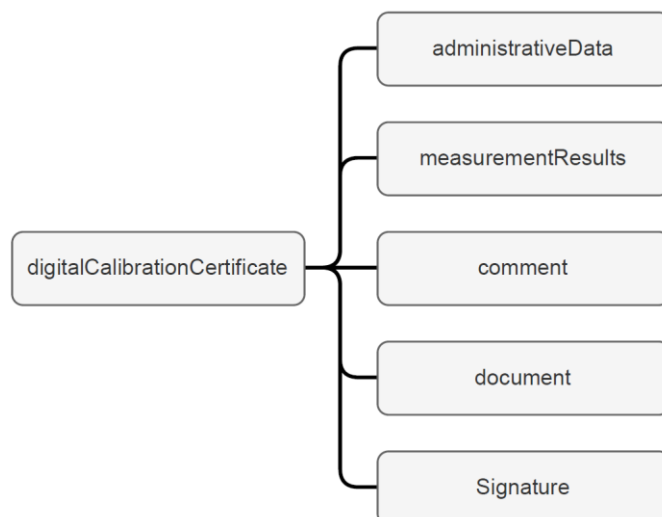 administrativeData
measurementResults
digitalCalibrationCertificate
comment
document
Signature